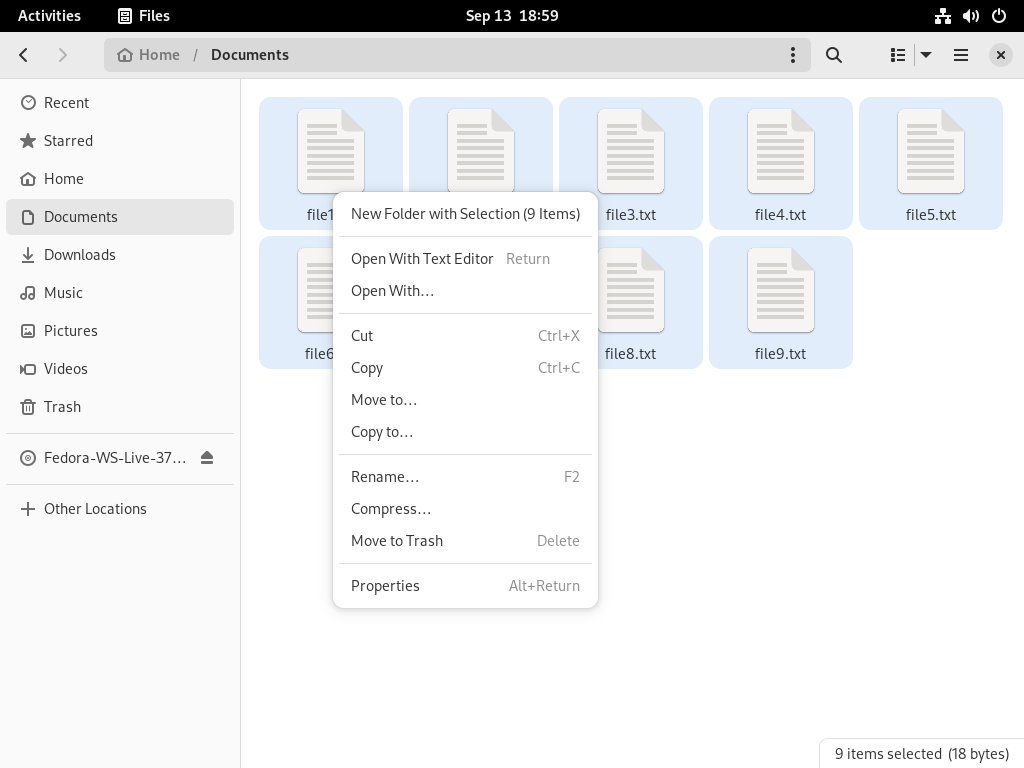 Activities
Files
Sep 13 18:59
Home / Documents
Recent
Starred
Home
Documents
Downloads
Music
Pictures
Videos
Trash
Fedora-WS-Live-37…
Other Locations
file1
file3.txt
file4.txt
file5.txt
file6
file8.txt
file9.txt
New Folder with Selection (9 Items)
Open With Text Editor Return
Open With…
Cut Ctrl+X
Copy Ctrl+C
Move to…
Copy to…
Rename… F2
Compress…
Move to Trash Delete
Properties Alt+Return
9 items selected (18 bytes)